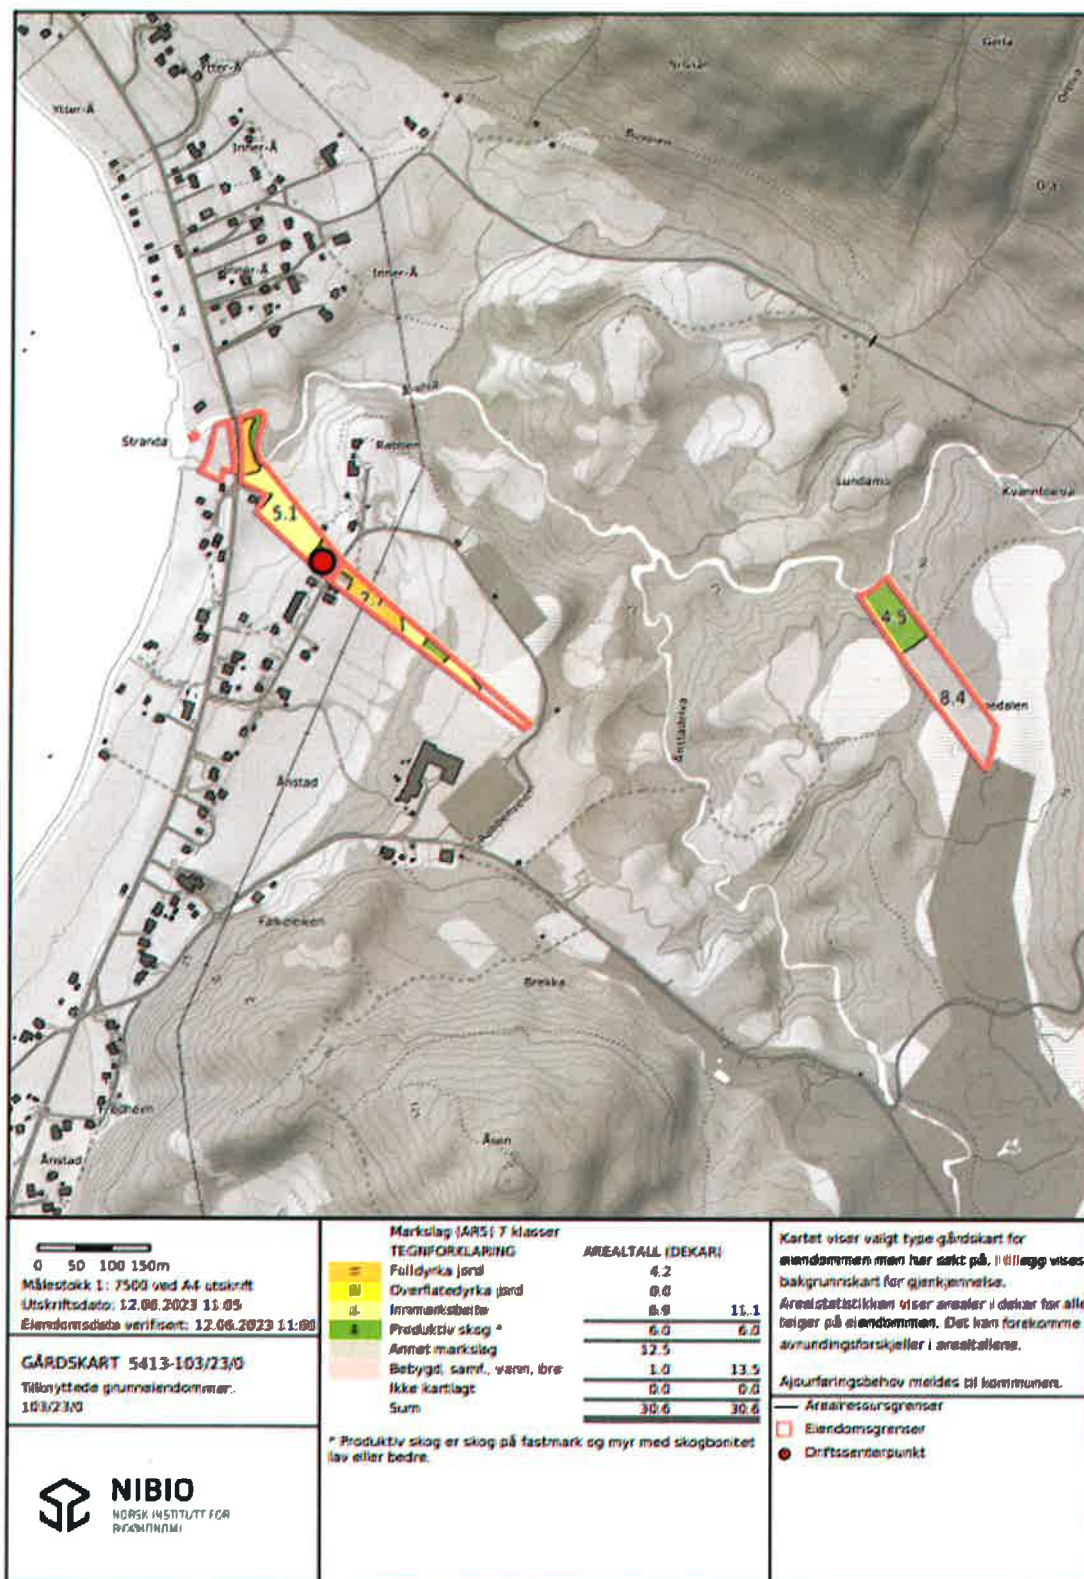 Ytter-Å
Ytter-Å
Inner-Å
Inner-Å
Inner-Å
Å
Stranda
Ratmen
Lundamo
5.1
4.5
8.4
Ånstadelva
Ånstad
Brekka
Åsan
Ånstad
0 50 100 150m
Målestokk 1: 7500 ved A4 utskrift
Utskriftsdato: 12.06.2023 11:05
Eiendomsdata verifisert: 12.06.2023 11:00
GÅRDSKART 5413-103/23/0
Tilknyttede grunneiendommer:
103/23/0
NIBIO
NORSK INSTITUTT FOR
BIOØKONOMI
Markslag (AR5) 7 klasser
TEGNFORKLARING AREALTALL (DEKAR)
Fulldyrka jord 4.2
Overflatedyrka jord 0.0
Innmarksbeite 6.9 11.1
Produktiv skog * 6.0 6.0
Annet markslag 12.5
Bebygd, samf., vann, bre 1.0 13.5
Ikke kartlagt 0.0 0.0
Sum 30.6 30.6
* Produktiv skog er skog på fastmark og myr med skogbonitet
lav eller bedre.
Kartet viser valgt type gårdskart for
eiendommen man har søkt på. I tillegg vises
bakgrunnskart for gjenkjennelse.
Arealstatistikken viser arealer i dekar for alle
teiger på eiendommen. Det kan forekomme
avrundingsforskjeller i arealtallene.
Ajourføringsbehov meldes til kommunen.
Arealressursgrenser
Eiendomsgrenser
Driftssenterpunkt